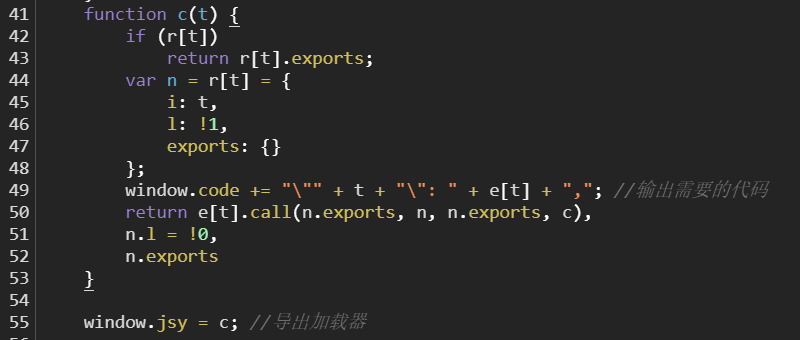 41 function c(t) {
42 if (r[t])
43 return r[t].exports;
44 var n = r[t] = {
45 i: t,
46 l: !1,
47 exports: {}
48 };
49 window.code += "\"" + t + "\": " + e[t] + ","; //输出需要的代码
50 return e[t].call(n.exports, n, n.exports, c),
51 n.l = !0,
52 n.exports
53 }
54
55 window.jsy = c; //导出加载器